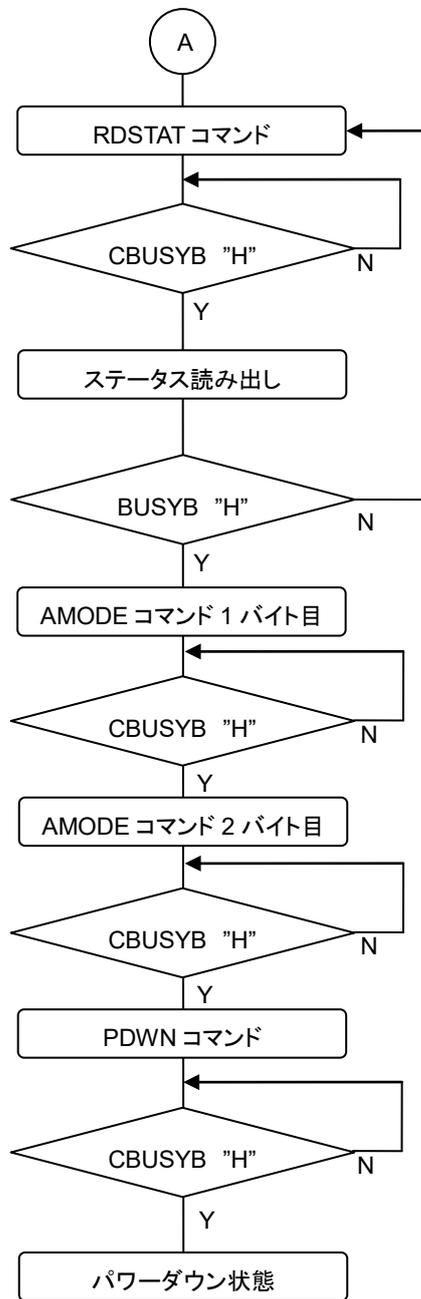 A
RDSTAT コマンド
CBUSYB ”H”
N
Y
ステータス読み出し
BUSYB ”H”
N
Y
AMODE コマンド 1 バイト目
CBUSYB ”H”
N
Y
AMODE コマンド 2 バイト目
CBUSYB ”H”
N
Y
PDWN コマンド
CBUSYB ”H”
N
Y
パワーダウン状態